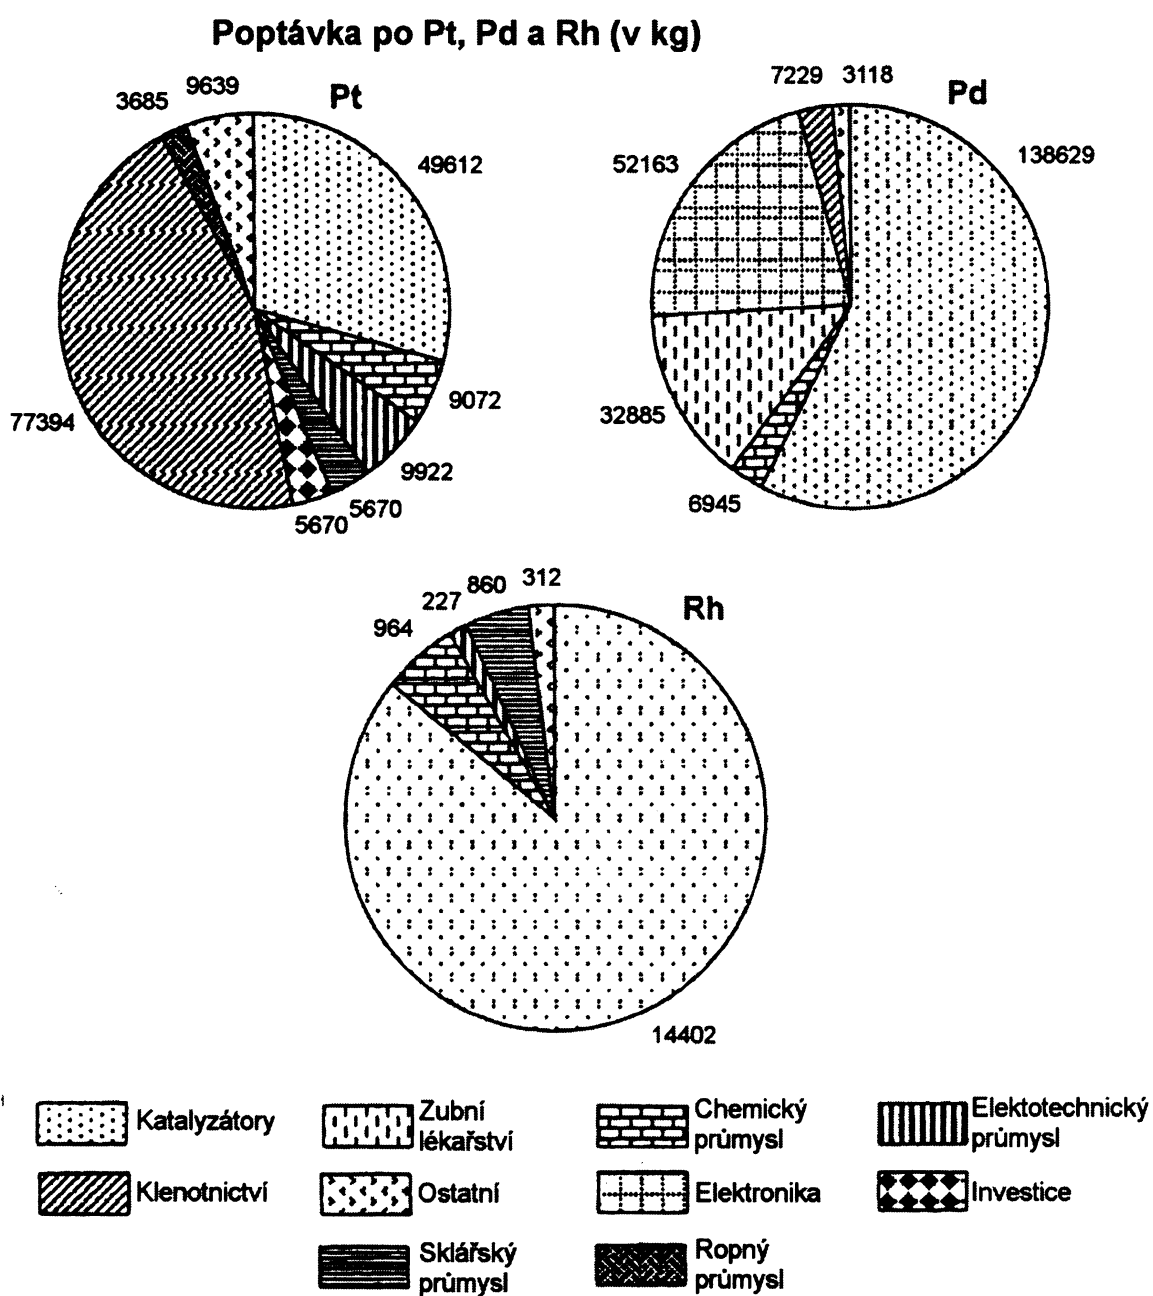 Poptávka po Pt, Pd a Rh (v kg)
Pt
9639
3685
49612
9072
9922
5670
5670
77394
Pd
7229
3118
138629
52163
32885
6945
Rh
312
860
227
964
14402
Katalyzátory
Zubní
lékařství
Chemický
průmysl
Elektotechnický
průmysl
Klenotnictví
Ostatní
Elektronika
Investice
Sklářský
průmysl
Ropný
průmysl